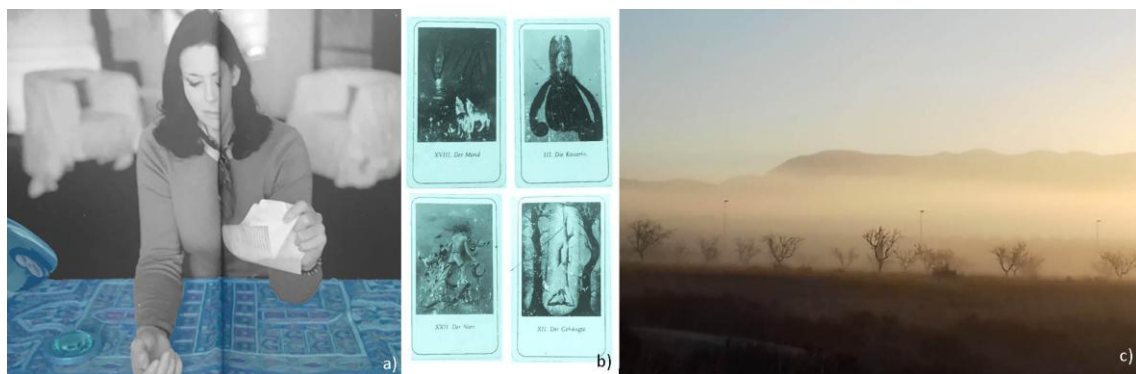 XVIII. Der Mond
III. Die Kaiserin
XXII. Der Narr
XII. Der Gehängte
a)
b)
c)